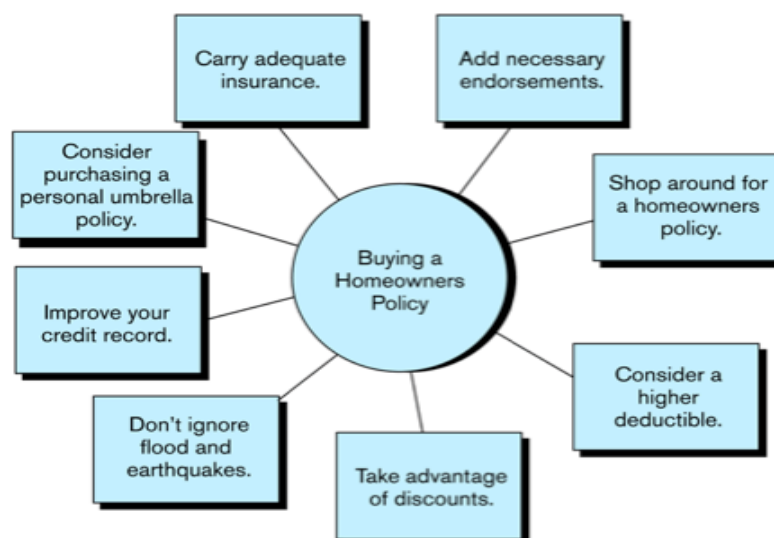 Carry adequate
insurance.
Add necessary
endorsements.
Consider
purchasing a
personal umbrella
policy.
Shop around for
a homeowners
policy.
Buying a
Homeowners
Policy
Improve your
credit record.
Consider a
higher
deductible.
Don't ignore
flood and
earthquakes.
Take advantage
of discounts.